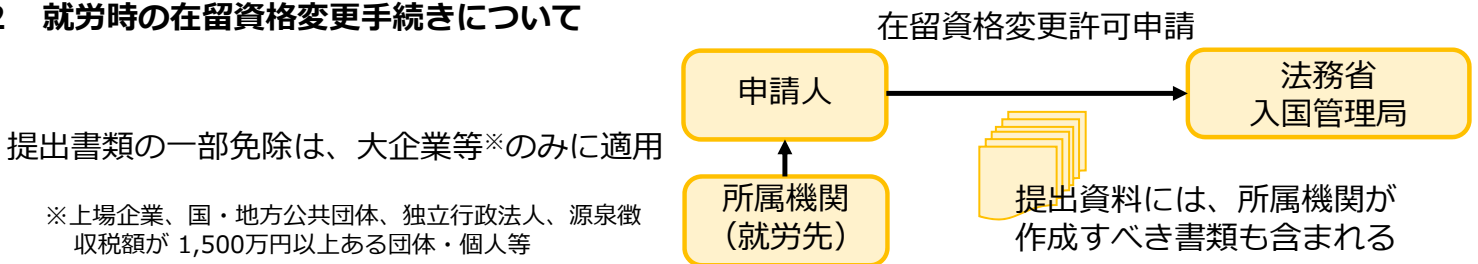 2 就労時の在留資格変更手続きについて
在留資格変更許可申請
申請人
法務省
入国管理局
提出書類の一部免除は、大企業等※のみに適用
※上場企業、国・地方公共団体、独立行政法人、源泉徴
収税額が 1,500万円以上ある団体・個人等
所属機関
（就労先）
提出資料には、所属機関が
作成すべき書類も含まれる